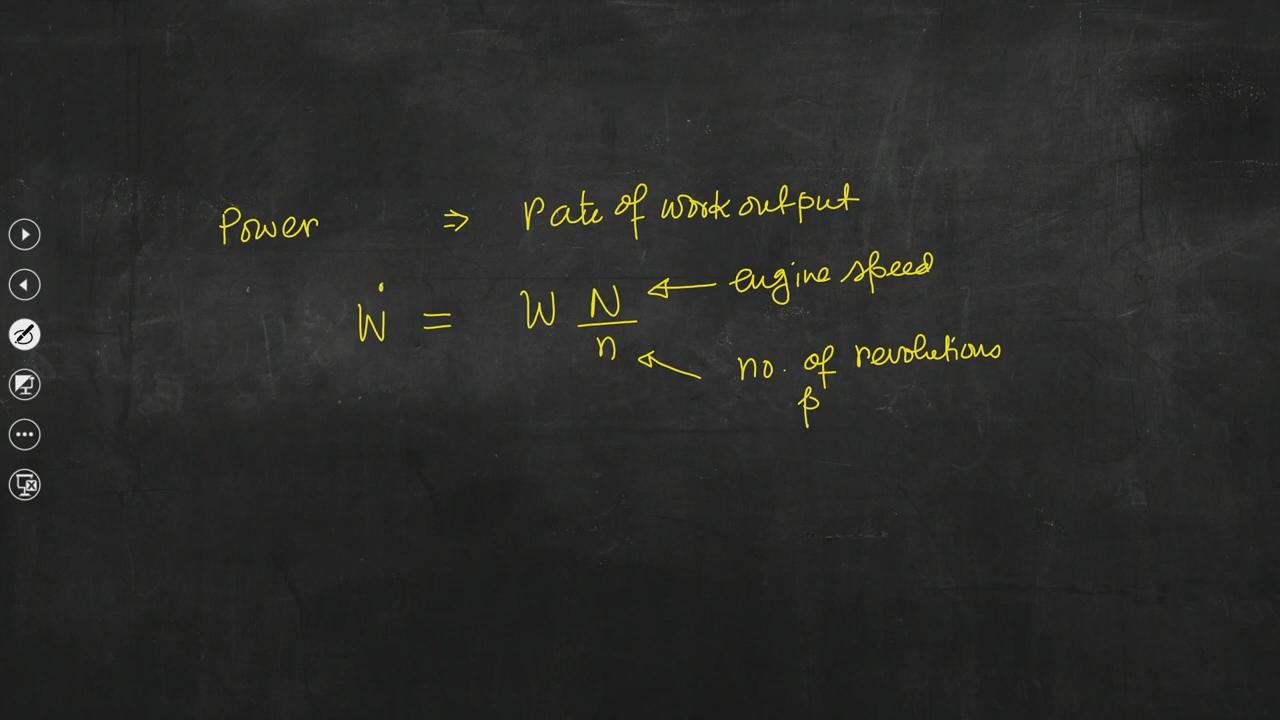 Power ⇒ rate of work output
Ẇ = W N/n ← engine speed
← no. of revolutions
p